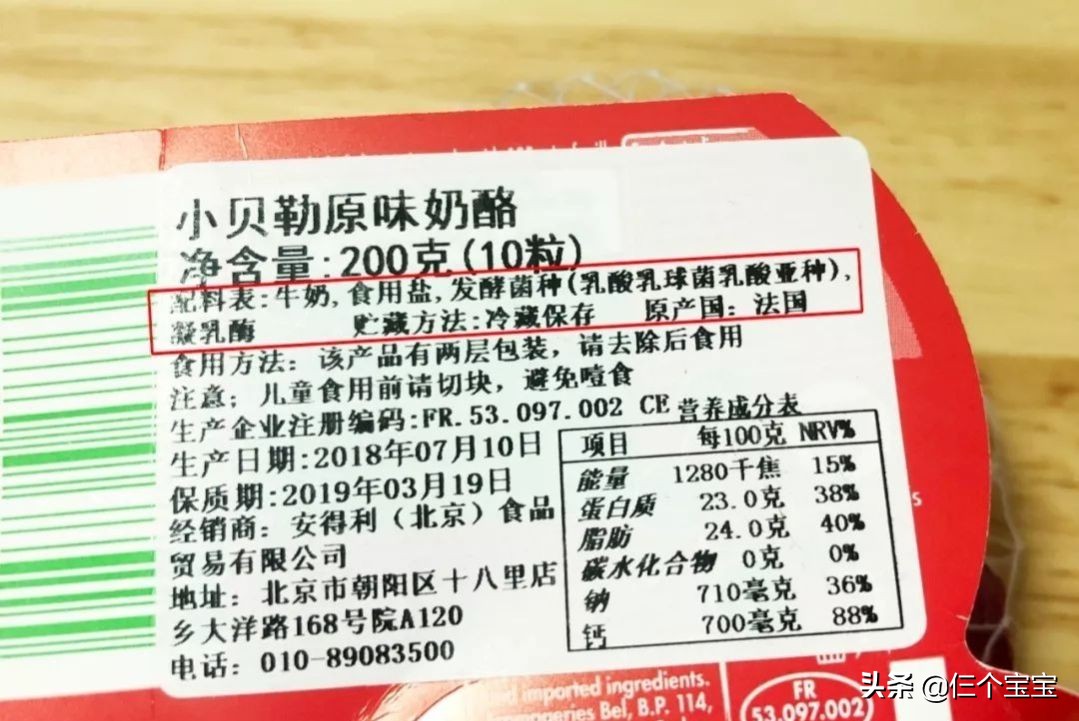 小贝勒原味奶酪
净含量:200克(10粒)
配料表:牛奶,食用盐,发酵菌种(乳酸乳球菌乳酸亚种),
凝乳酶 贮藏方法:冷藏保存 原产国:法国
食用方法:该产品有两层包装,请去除后食用
注意:儿童食用前请切块,避免噎食
生产企业注册编码:FR.53.097.002 CE
生产日期:2018年07月10日
保质期:2019年03月19日
经销商:安得利(北京)食品
贸易有限公司
地址:北京市朝阳区十八里店
乡大洋路168号院A120
电话:010-89083500
营养成分表
项目 每100克 NRV%
能量 1280千焦 15%
蛋白质 23.0克 38%
脂肪 24.0克 40%
碳水化合物 0克 0%
钠 710毫克 36%
钙 700毫克 88%
and imported ingredients.
Bel, B.P. 114,
FR
53.097.002
头条 @仨个宝宝